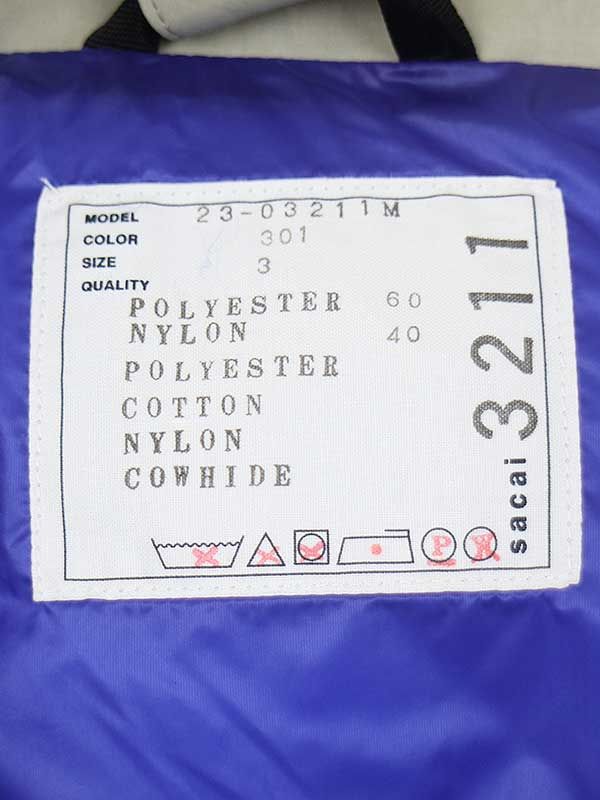 MODEL 23-03211M
COLOR 301
SIZE 3
QUALITY
POLYESTER 60
NYLON 40
POLYESTER
COTTON
NYLON
COWHIDE
P W
sacai 3211